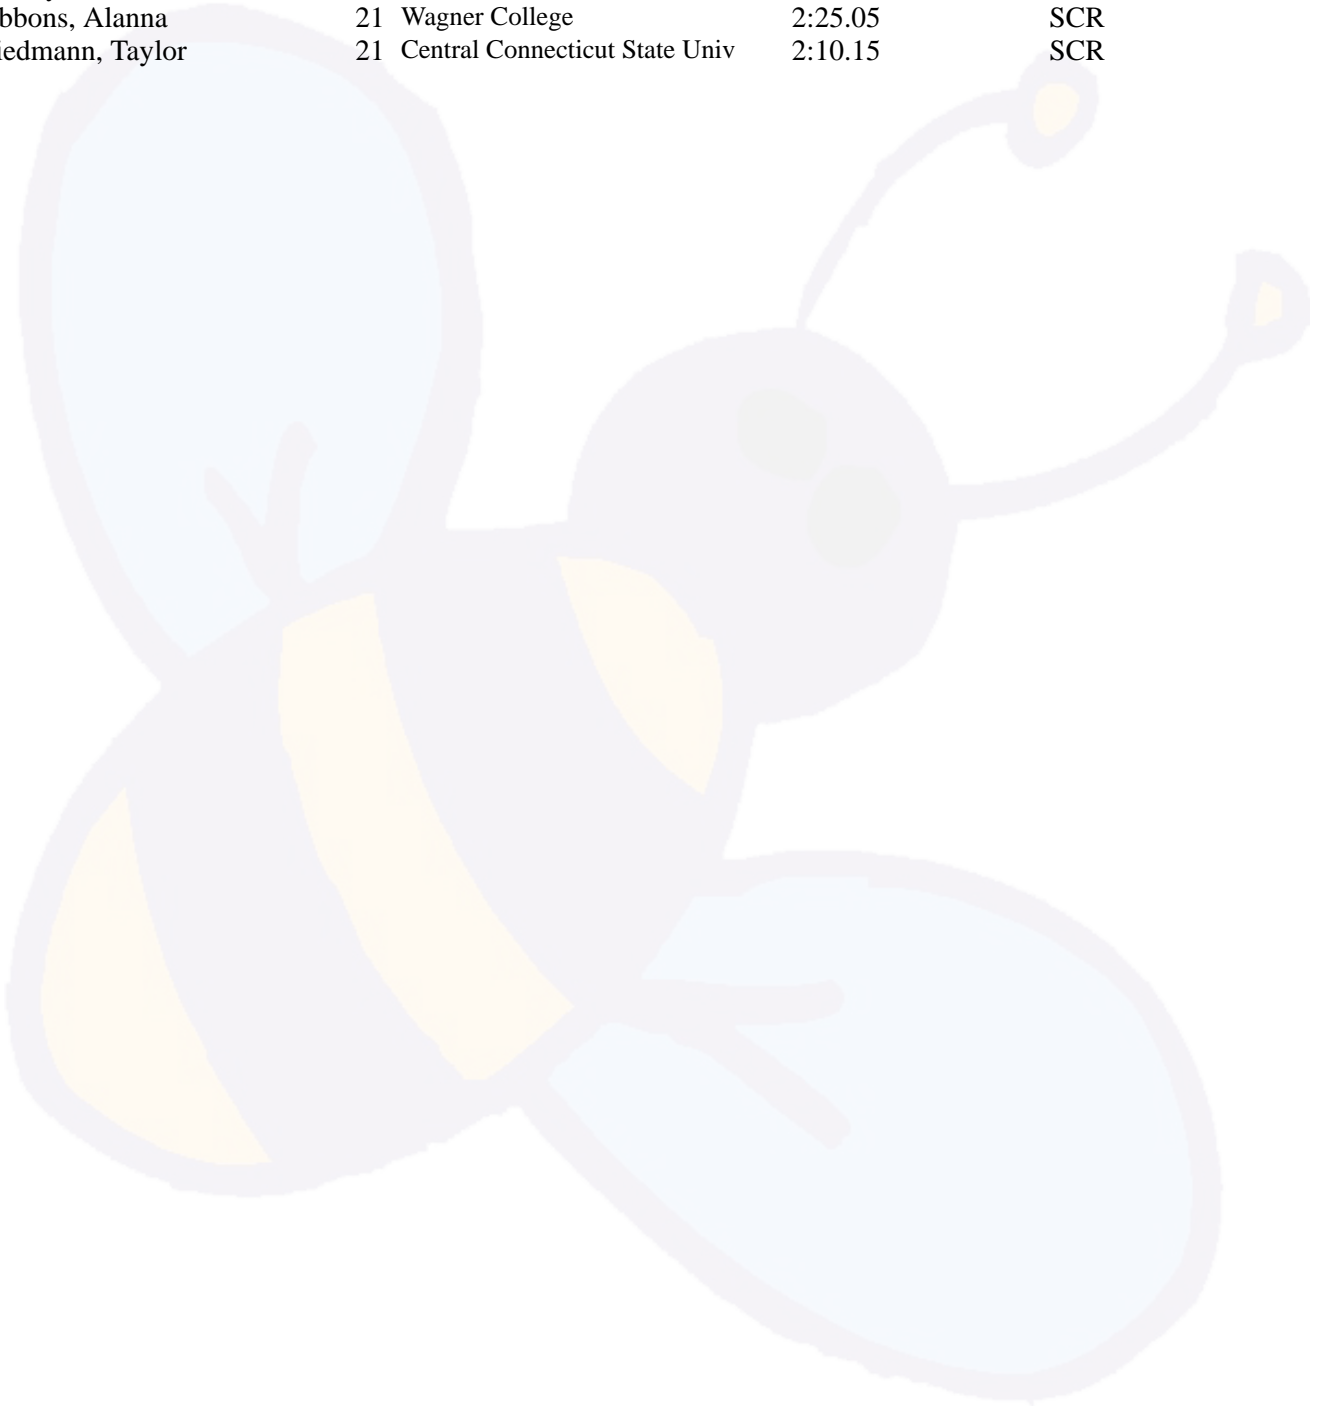 bbons, Alanna 21 Wagner College 2:25.05 SCR
iedmann, Taylor 21 Central Connecticut State Univ 2:10.15 SCR